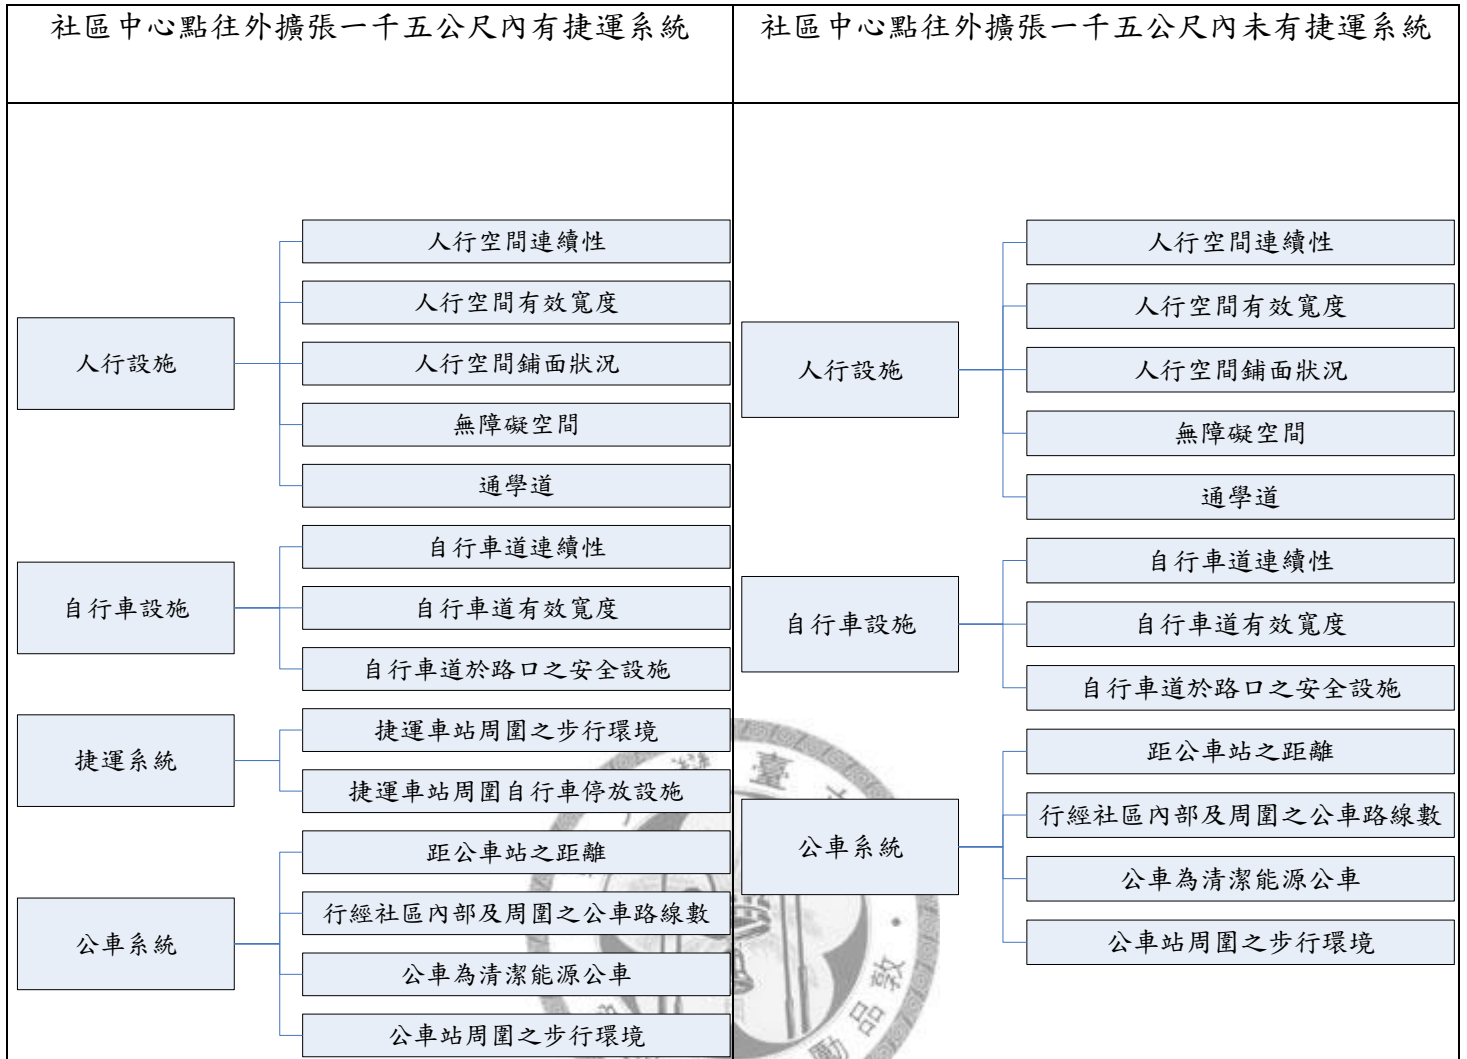 社區中心點往外擴張一千五公尺內有捷運系統
社區中心點往外擴張一千五公尺內未有捷運系統
人行設施
人行空間連續性
人行空間有效寬度
人行空間鋪面狀況
無障礙空間
通學道
自行車設施
自行車道連續性
自行車道有效寬度
自行車道於路口之安全設施
捷運系統
捷運車站周圍之步行環境
捷運車站周圍自行車停放設施
公車系統
距公車站之距離
行經社區內部及周圍之公車路線數
公車為清潔能源公車
公車站周圍之步行環境
人行設施
人行空間連續性
人行空間有效寬度
人行空間鋪面狀況
無障礙空間
通學道
自行車設施
自行車道連續性
自行車道有效寬度
自行車道於路口之安全設施
公車系統
距公車站之距離
行經社區內部及周圍之公車路線數
公車為清潔能源公車
公車站周圍之步行環境